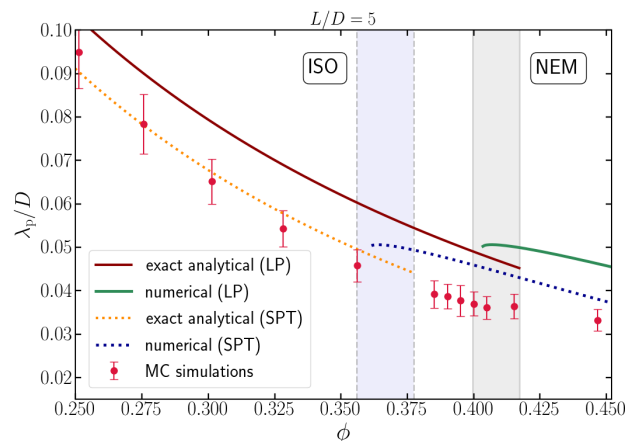 L/D = 5
0.10
0.09
0.08
0.07
0.06
0.05
0.04
0.03
0.02
λp/D
ISO
NEM
exact analytical (LP)
numerical (LP)
exact analytical (SPT)
numerical (SPT)
MC simulations
0.250 0.275 0.300 0.325 0.350 0.375 0.400 0.425 0.450
ϕ